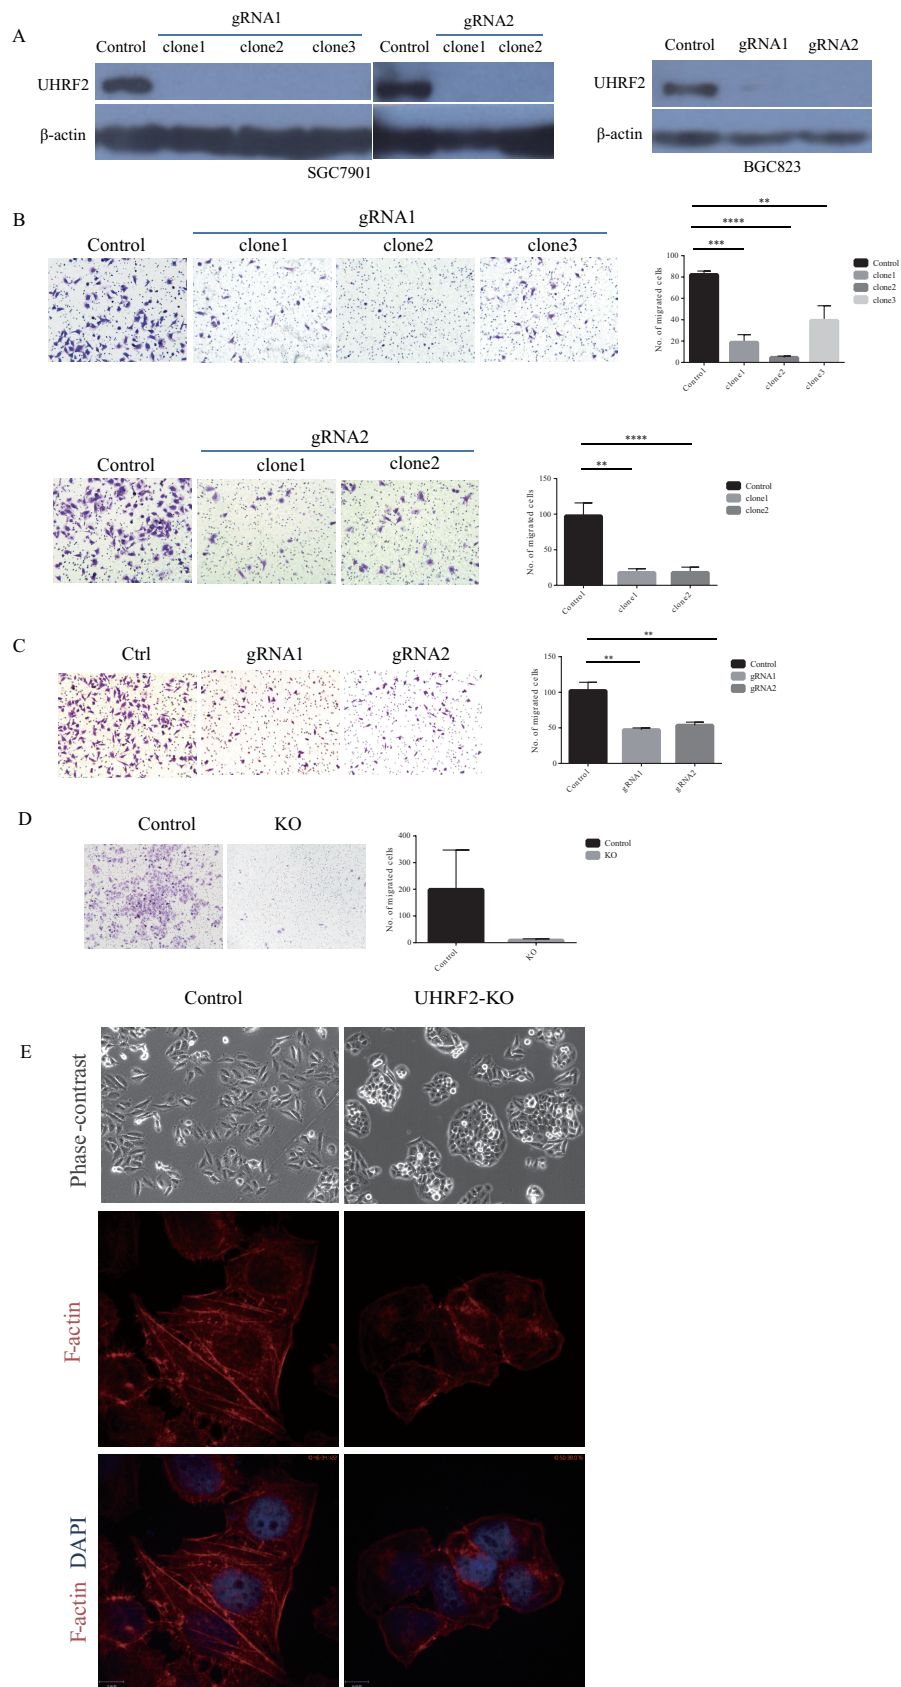 A
gRNA1
gRNA2
Control clone1 clone2 clone3
Control clone1 clone2
Control gRNA1 gRNA2
UHRF2
UHRF2
β-actin
β-actin
SGC7901
BGC823
B
gRNA1
Control clone1 clone2 clone3
**
****
***
No. of migrated cells
100
80
60
40
20
0
Control clone1 clone2 clone3
Control
clone1
clone2
clone3
gRNA2
Control clone1 clone2
****
**
No. of migrated cells
150
100
50
0
Control clone1 clone2
Control
clone1
clone2
C
Ctrl gRNA1 gRNA2
**
**
No. of migrated cells
150
100
50
0
Control gRNA1 gRNA2
Control
gRNA1
gRNA2
D
Control KO
No. of migrated cells
400
300
200
100
0
Control KO
Control
KO
Control UHRF2-KO
E
Phase-contrast
F-actin
F-actin DAPI